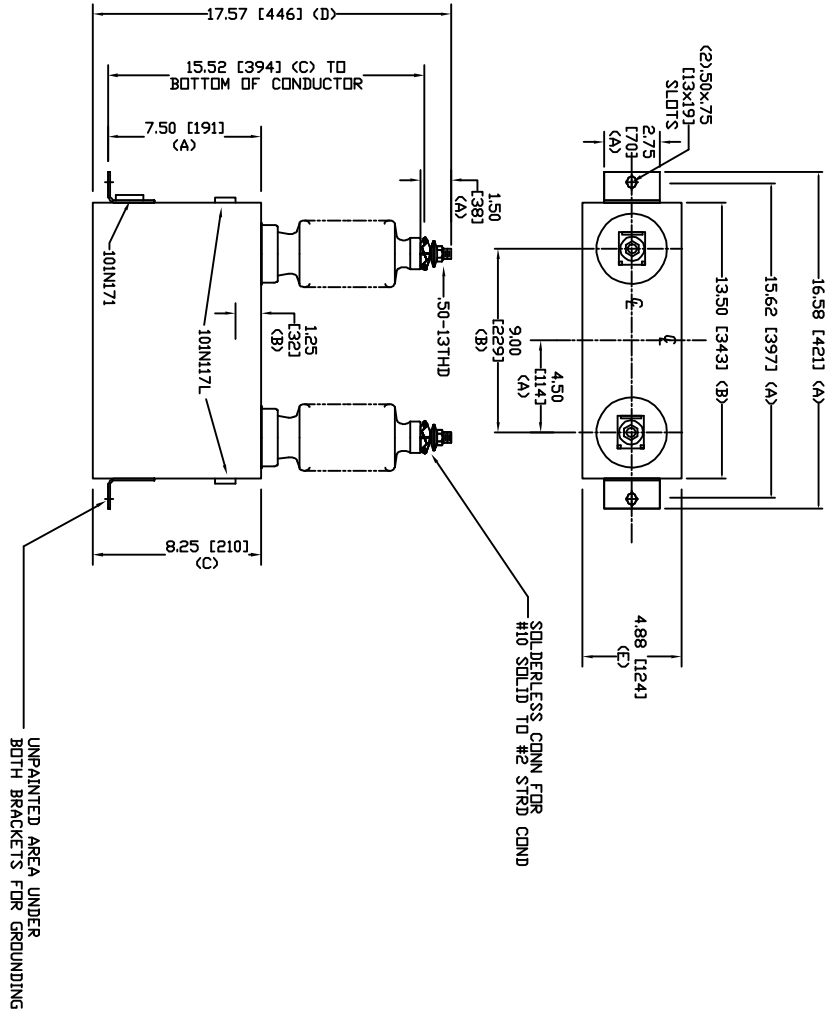 17.57 [446] (D)
15.52 [394] (C) TO
BOTTOM OF CONDUCTOR
7.50 [191]
(A)
1.50
[38]
(A)
.50-13THD
101N171
101N117L
1.25
[32]
(B)
8.25 [210]
(C)
(2).50x.75
[13x19]
SLOTS
2.75
[70]
(A)
16.58 [421] (A)
15.62 [397] (A)
13.50 [343] (B)
CL
CL
9.00
[229]
(B)
4.50
[114]
(A)
4.88 [124]
(E)
SOLDERLESS CONN FOR
#10 SOLID TO #2 STRD COND
UNPAINTED AREA UNDER
BOTH BRACKETS FOR GROUNDING